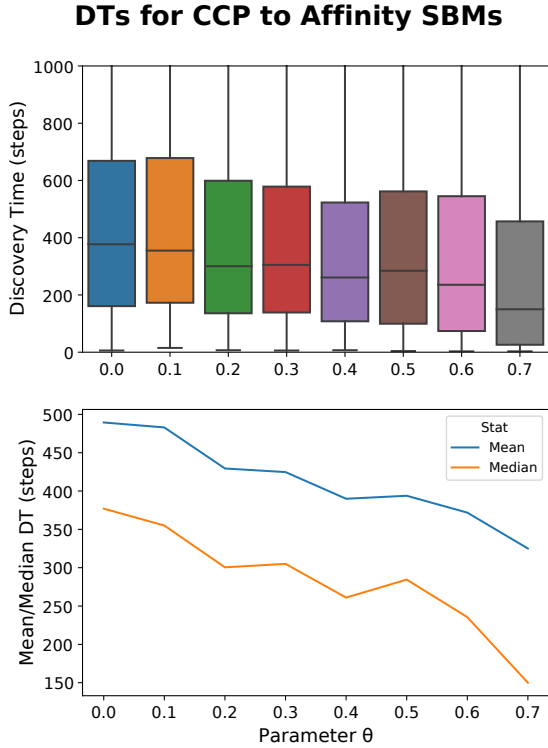 DTs for CCP to Affinity SBMs
1000
800
600
400
200
0
Discovery Time (steps)
0.0 0.1 0.2 0.3 0.4 0.5 0.6 0.7
500
450
400
350
300
250
200
150
Mean/Median DT (steps)
Stat
Mean
Median
0.0 0.1 0.2 0.3 0.4 0.5 0.6 0.7
Parameter θ